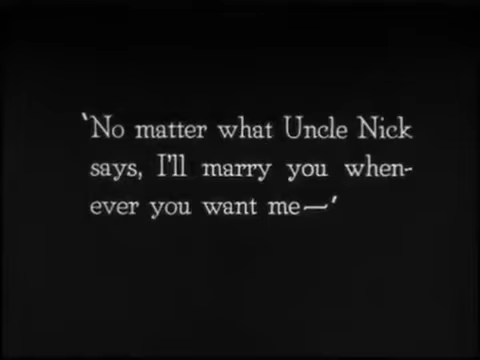 ‛No matter what Uncle Nick
says, I'll marry you when-
ever you want me—’